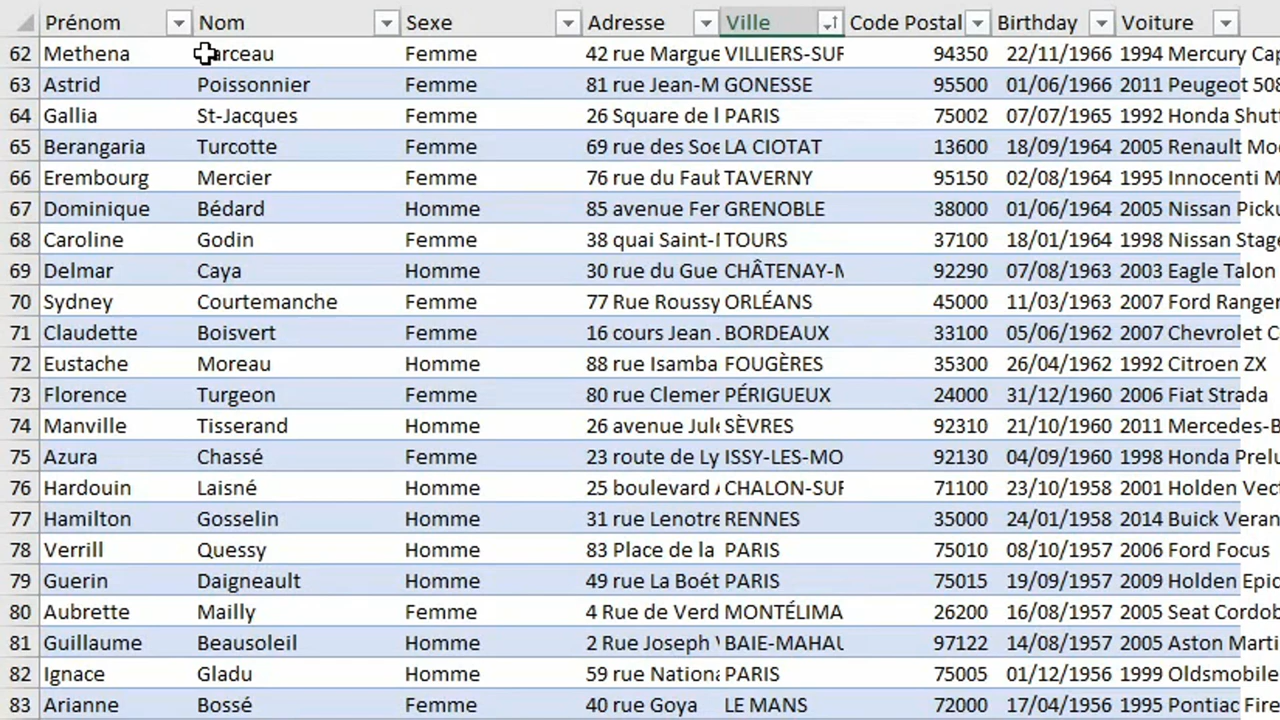 Prénom Nom Sexe Adresse Ville Code Postal Birthday Voiture
62 Methena arceau Femme 42 rue Margue VILLIERS-SUR 94350 22/11/1966 1994 Mercury Cap
63 Astrid Poissonnier Femme 81 rue Jean-M GONESSE 95500 01/06/1966 2011 Peugeot 508
64 Gallia St-Jacques Femme 26 Square de l PARIS 75002 07/07/1965 1992 Honda Shutt
65 Berangaria Turcotte Femme 69 rue des Soe LA CIOTAT 13600 18/09/1964 2005 Renault Mod
66 Erembourg Mercier Femme 76 rue du Faub TAVERNY 95150 02/08/1964 1995 Innocenti M
67 Dominique Bédard Homme 85 avenue Fer GRENOBLE 38000 01/06/1964 2005 Nissan Picku
68 Caroline Godin Femme 38 quai Saint- TOURS 37100 18/01/1964 1998 Nissan Stage
69 Delmar Caya Homme 30 rue du Gue CHÂTENAY-M 92290 07/08/1963 2003 Eagle Talon
70 Sydney Courtemanche Femme 77 Rue Roussy ORLÉANS 45000 11/03/1963 2007 Ford Ranger
71 Claudette Boisvert Femme 16 cours Jean BORDEAUX 33100 05/06/1962 2007 Chevrolet C
72 Eustache Moreau Homme 88 rue Isamba FOUGÈRES 35300 26/04/1962 1992 Citroen ZX
73 Florence Turgeon Femme 80 rue Clemen PÉRIGUEUX 24000 31/12/1960 2006 Fiat Strada
74 Manville Tisserand Homme 26 avenue Jule SÈVRES 92310 21/10/1960 2011 Mercedes-B
75 Azura Chassé Femme 23 route de Ly ISSY-LES-MO 92130 04/09/1960 1998 Honda Prelu
76 Hardouin Laisné Homme 25 boulevard CHALON-SUR 71100 23/10/1958 2001 Holden Vect
77 Hamilton Gosselin Homme 31 rue Lenotre RENNES 35000 24/01/1958 2014 Buick Veran
78 Verrill Quessy Homme 83 Place de la PARIS 75010 08/10/1957 2006 Ford Focus
79 Guerin Daigneault Homme 49 rue La Boét PARIS 75015 19/09/1957 2009 Holden Epic
80 Aubrette Mailly Femme 4 Rue de Verd MONTÉLIMA 26200 16/08/1957 2005 Seat Cordob
81 Guillaume Beausoleil Homme 2 Rue Joseph BAIE-MAHAU 97122 14/08/1957 2005 Aston Marti
82 Ignace Gladu Homme 59 rue Nationa PARIS 75005 01/12/1956 1999 Oldsmobile
83 Arianne Bossé Femme 40 rue Goya LE MANS 72000 17/04/1956 1995 Pontiac Fire